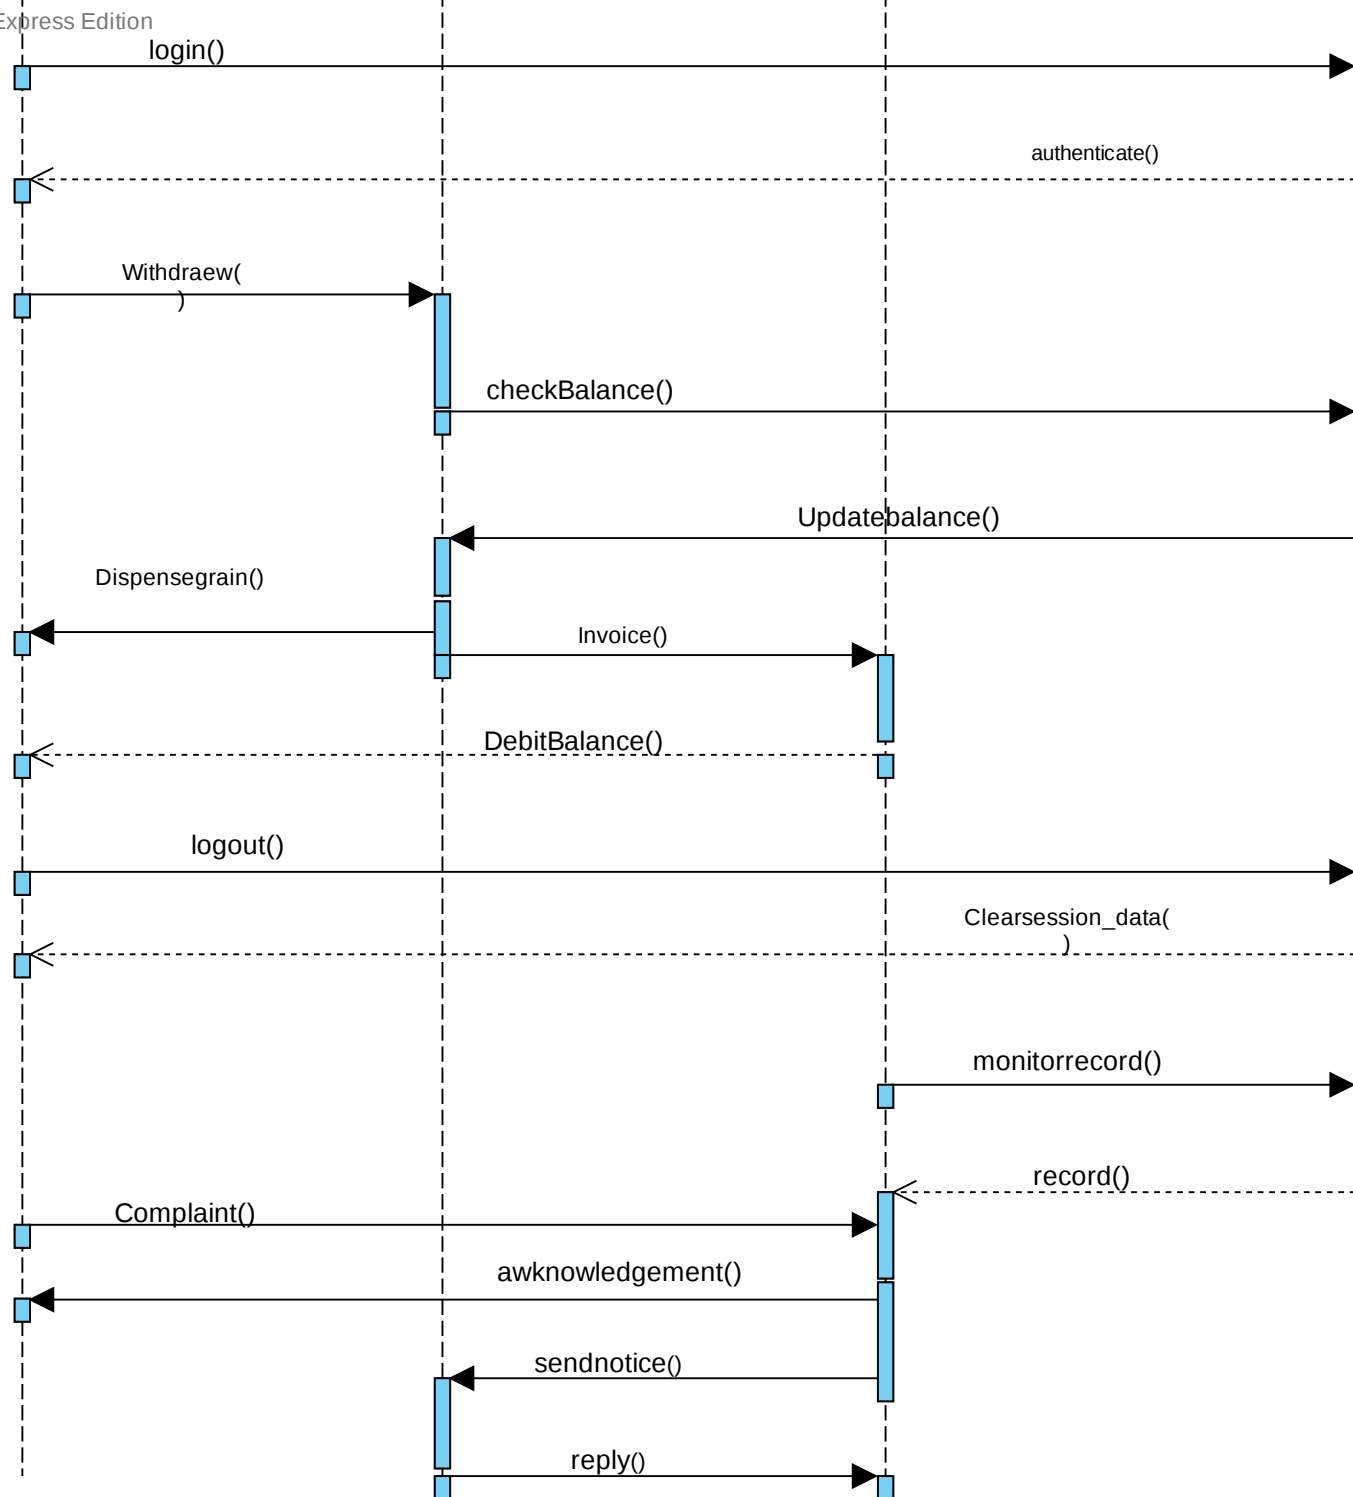 Express Edition
login()
authenticate()
Withdraew(
)
checkBalance()
Updatebalance()
Dispensegrain()
Invoice()
DebitBalance()
logout()
Clearsession_data(
)
monitorrecord()
record()
Complaint()
awknowledgement()
sendnotice()
reply()